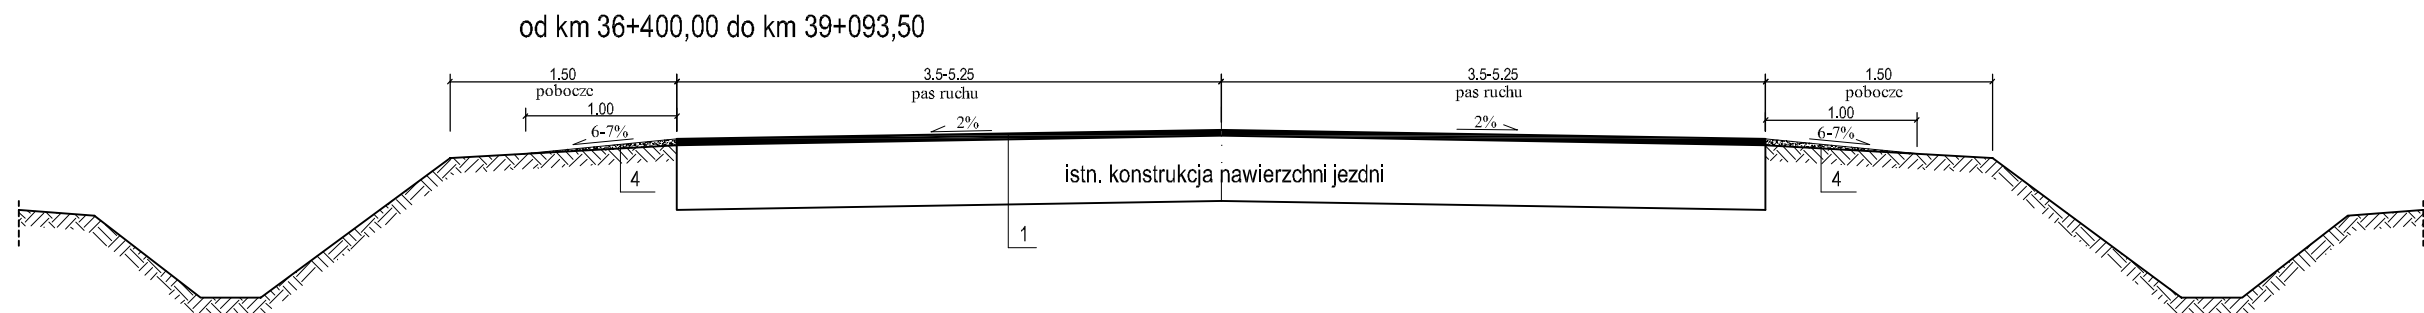 od km 36+400,00 do km 39+093,50
1.50 3.5-5.25 3.5-5.25 1.50
pobocze pas ruchu pas ruchu pobocze
1.00 1.00
6-7% 2% 2% 6-7%
istn. konstrukcja nawierzchni jezdni
4 4
1